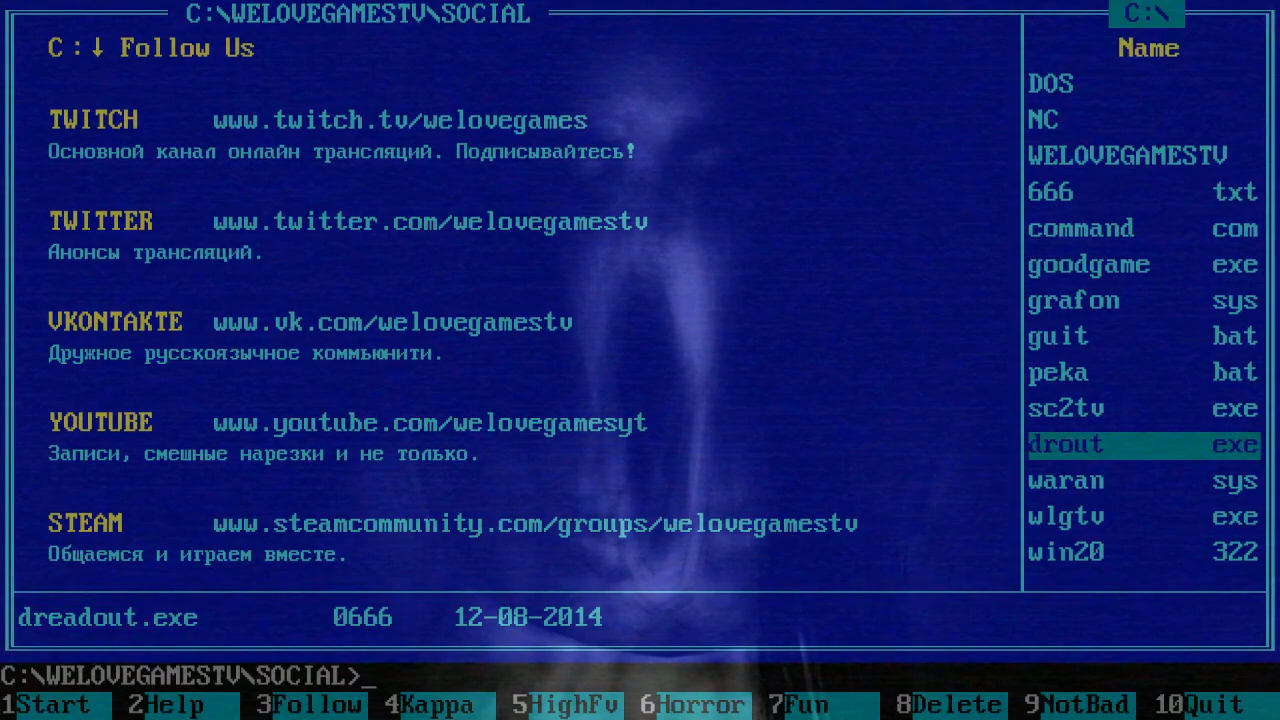 C:\WELOVEGAMESTV\SOCIAL
C:↓ Follow Us
TWITCH www.twitch.tv/welovegames
Основной канал онлайн трансляций. Подписывайтесь!
TWITTER www.twitter.com/welovegamestv
Анонсы трансляций.
VKONTAKTE www.vk.com/welovegamestv
Дружное русскоязычное коммьюнити.
YOUTUBE www.youtube.com/welovegamesyt
Записи, смешные нарезки и не только.
STEAM www.steamcommunity.com/groups/welovegamestv
Общаемся и играем вместе.
C:\
Name
DOS
NC
WELOVEGAMESTV
666 txt
command com
goodgame exe
grafon sys
guit bat
peka bat
sc2tv exe
drout exe
waran sys
wlgtv exe
win20 322
dreadout.exe 0666 12-08-2014
C:\WELOVEGAMESTV\SOCIAL>_
1Start 2Help 3Follow 4Kappa 5HighFv 6Horror 7Fun 8Delete 9NotBad 10Quit